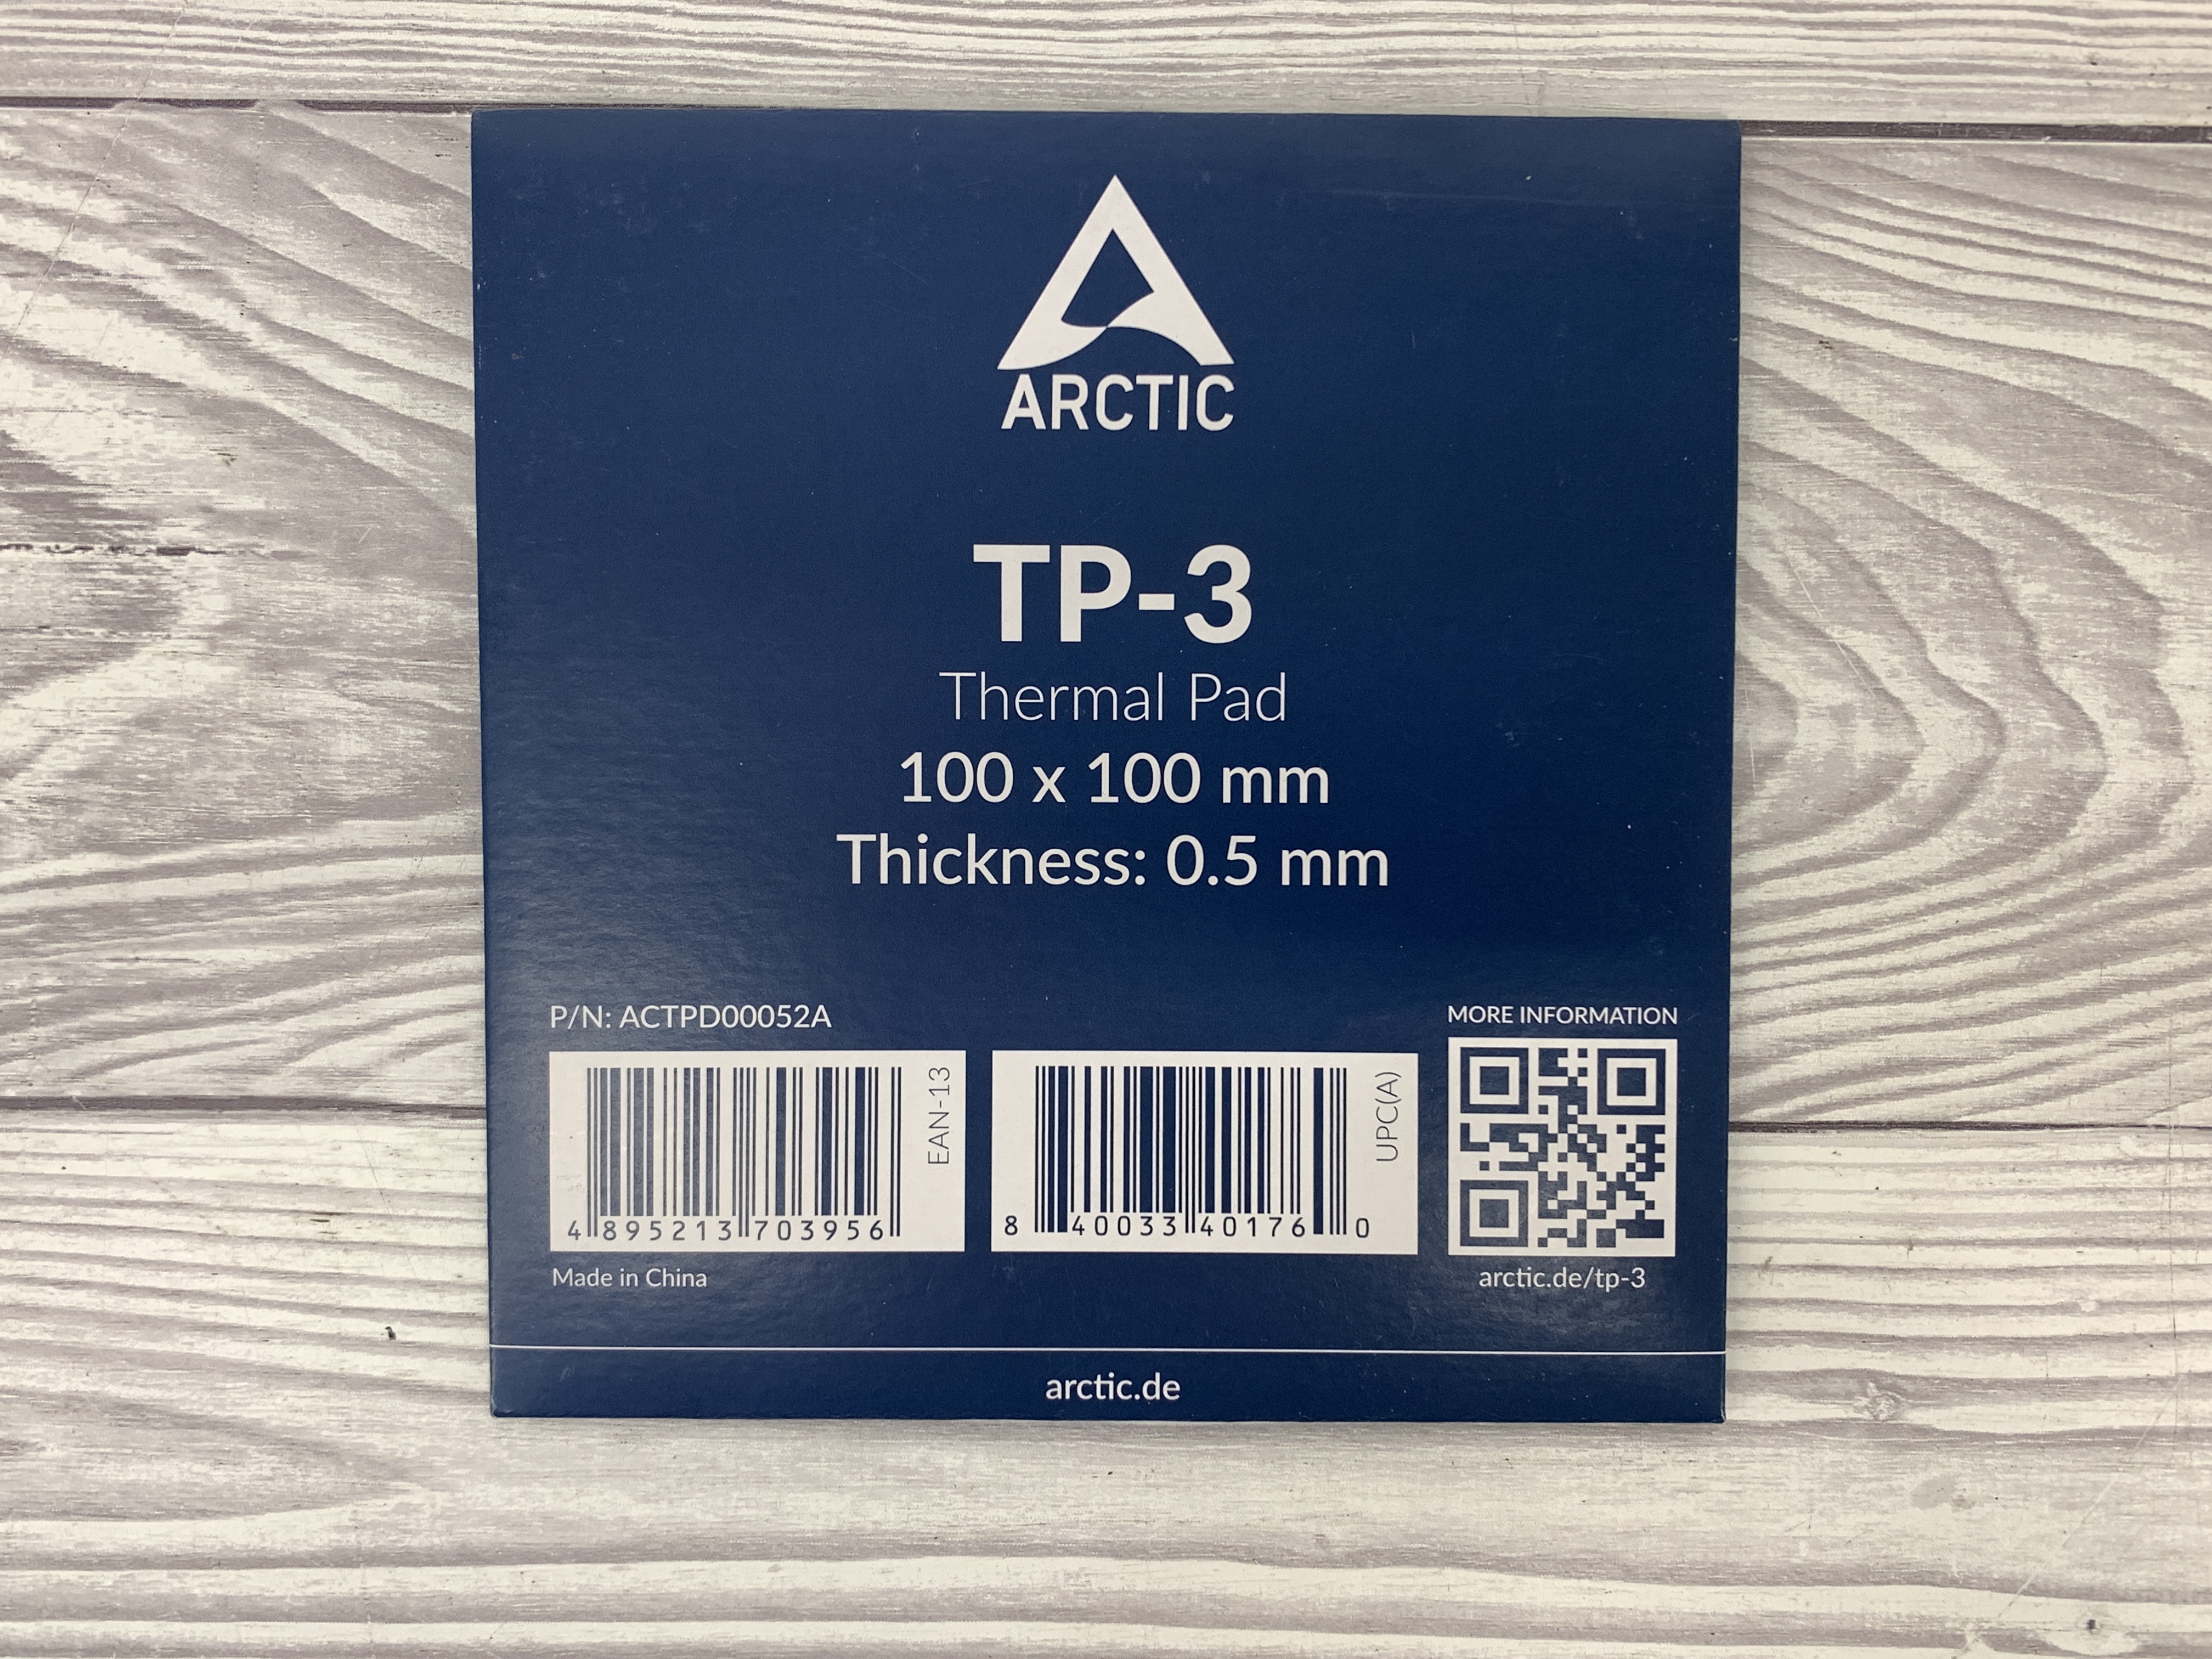 ARCTIC
TP-3
Thermal Pad
100 x 100 mm
Thickness: 0.5 mm
P/N: ACTPD00052A
EAN-13
4 895213 703956
Made in China
UPC(A)
8 40033 40176 0
MORE INFORMATION
arctic.de/tp-3
arctic.de